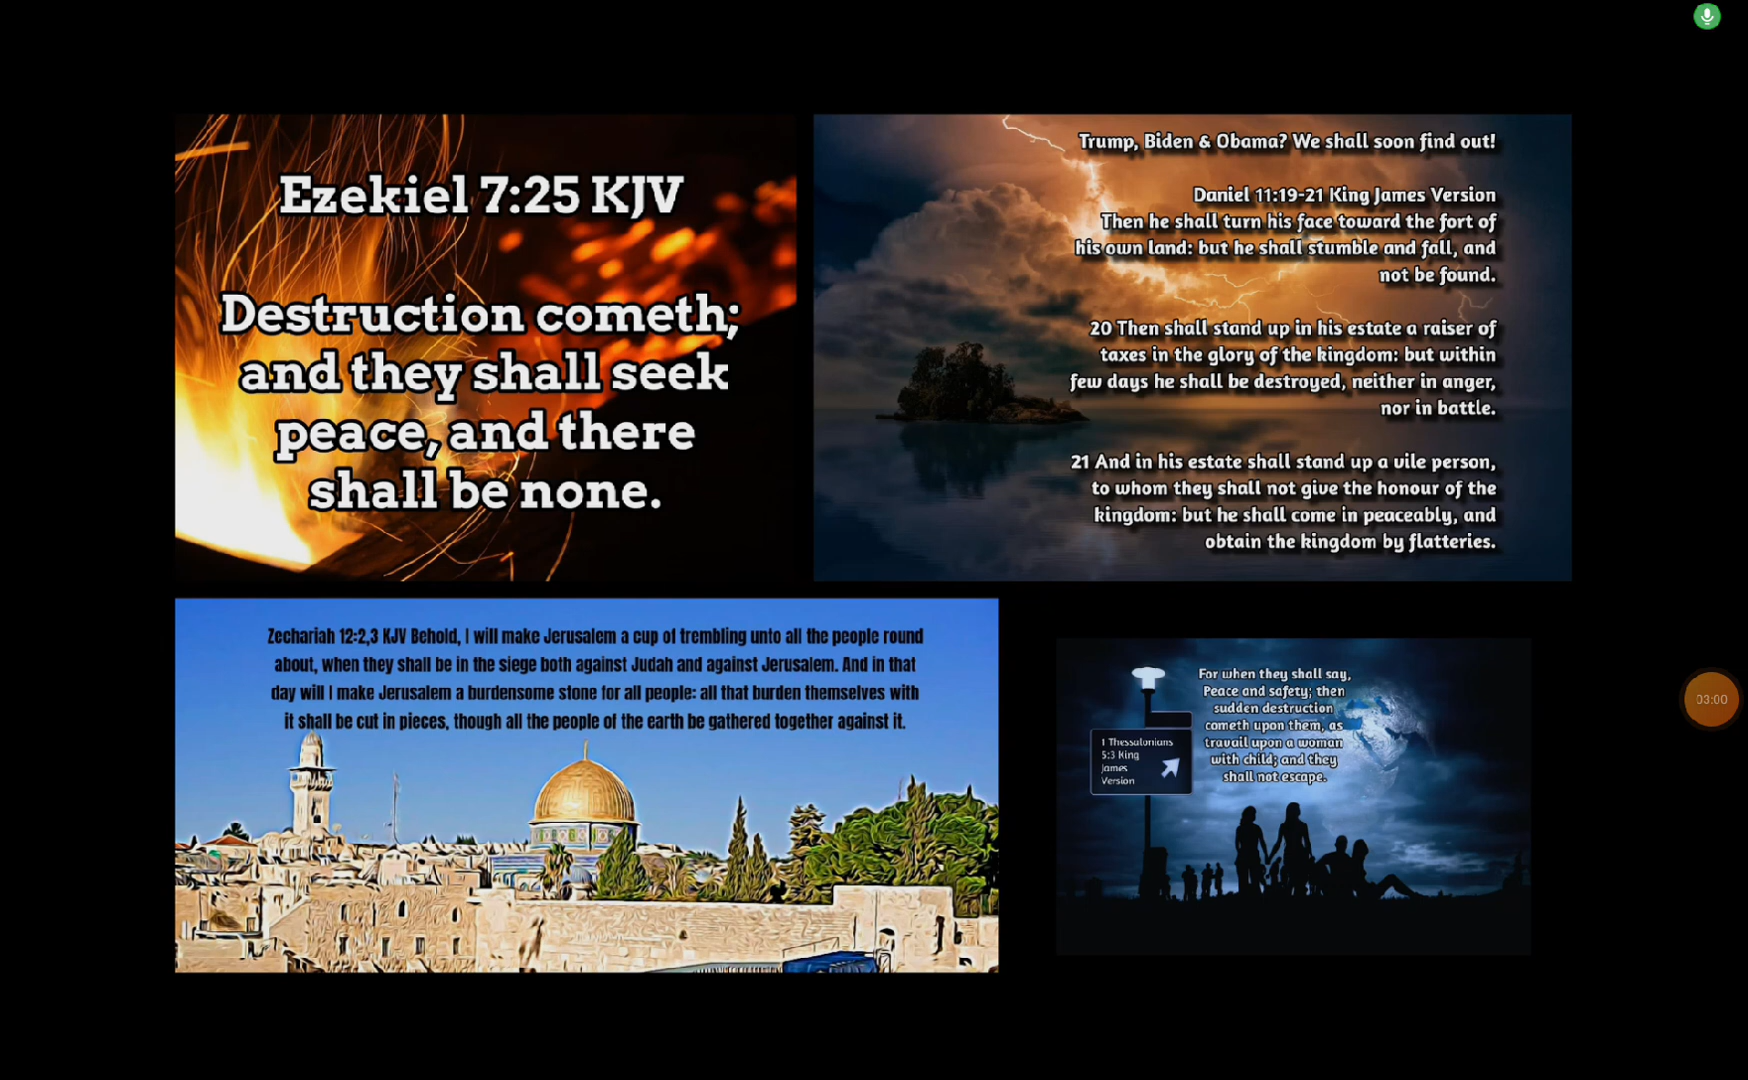 Ezekiel 7:25 KJV
Destruction cometh;
and they shall seek
peace, and there
shall be none.
Trump, Biden & Obama? We shall soon find out!
Daniel 11:19-21 King James Version
Then he shall turn his face toward the fort of
his own land: but he shall stumble and fall, and
not be found.
20 Then shall stand up in his estate a raiser of
taxes in the glory of the kingdom: but within
few days he shall be destroyed, neither in anger,
nor in battle.
21 And in his estate shall stand up a vile person,
to whom they shall not give the honour of the
kingdom: but he shall come in peaceably, and
obtain the kingdom by flatteries.
Zechariah 12:2,3 KJV Behold, I will make Jerusalem a cup of trembling unto all the people round
about, when they shall be in the siege both against Judah and against Jerusalem. And in that
day will I make Jerusalem a burdensome stone for all people: all that burden themselves with
it shall be cut in pieces, though all the people of the earth be gathered together against it.
For when they shall say,
Peace and safety; then
sudden destruction
cometh upon them, as
travail upon a woman
with child; and they
shall not escape.
1 Thessalonians
5:3 King
James
Version
03:00